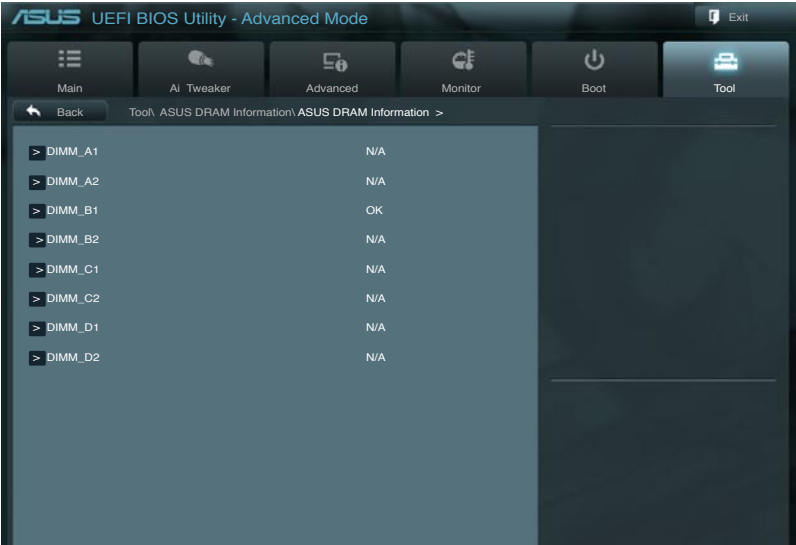 ASUS UEFI BIOS Utility - Advanced Mode
Exit
Main
Ai Tweaker
Advanced
Monitor
Boot
Tool
Back
Tool\ ASUS DRAM Information\ ASUS DRAM Information >
> DIMM_A1 N/A
> DIMM_A2 N/A
> DIMM_B1 OK
> DIMM_B2 N/A
> DIMM_C1 N/A
> DIMM_C2 N/A
> DIMM_D1 N/A
> DIMM_D2 N/A